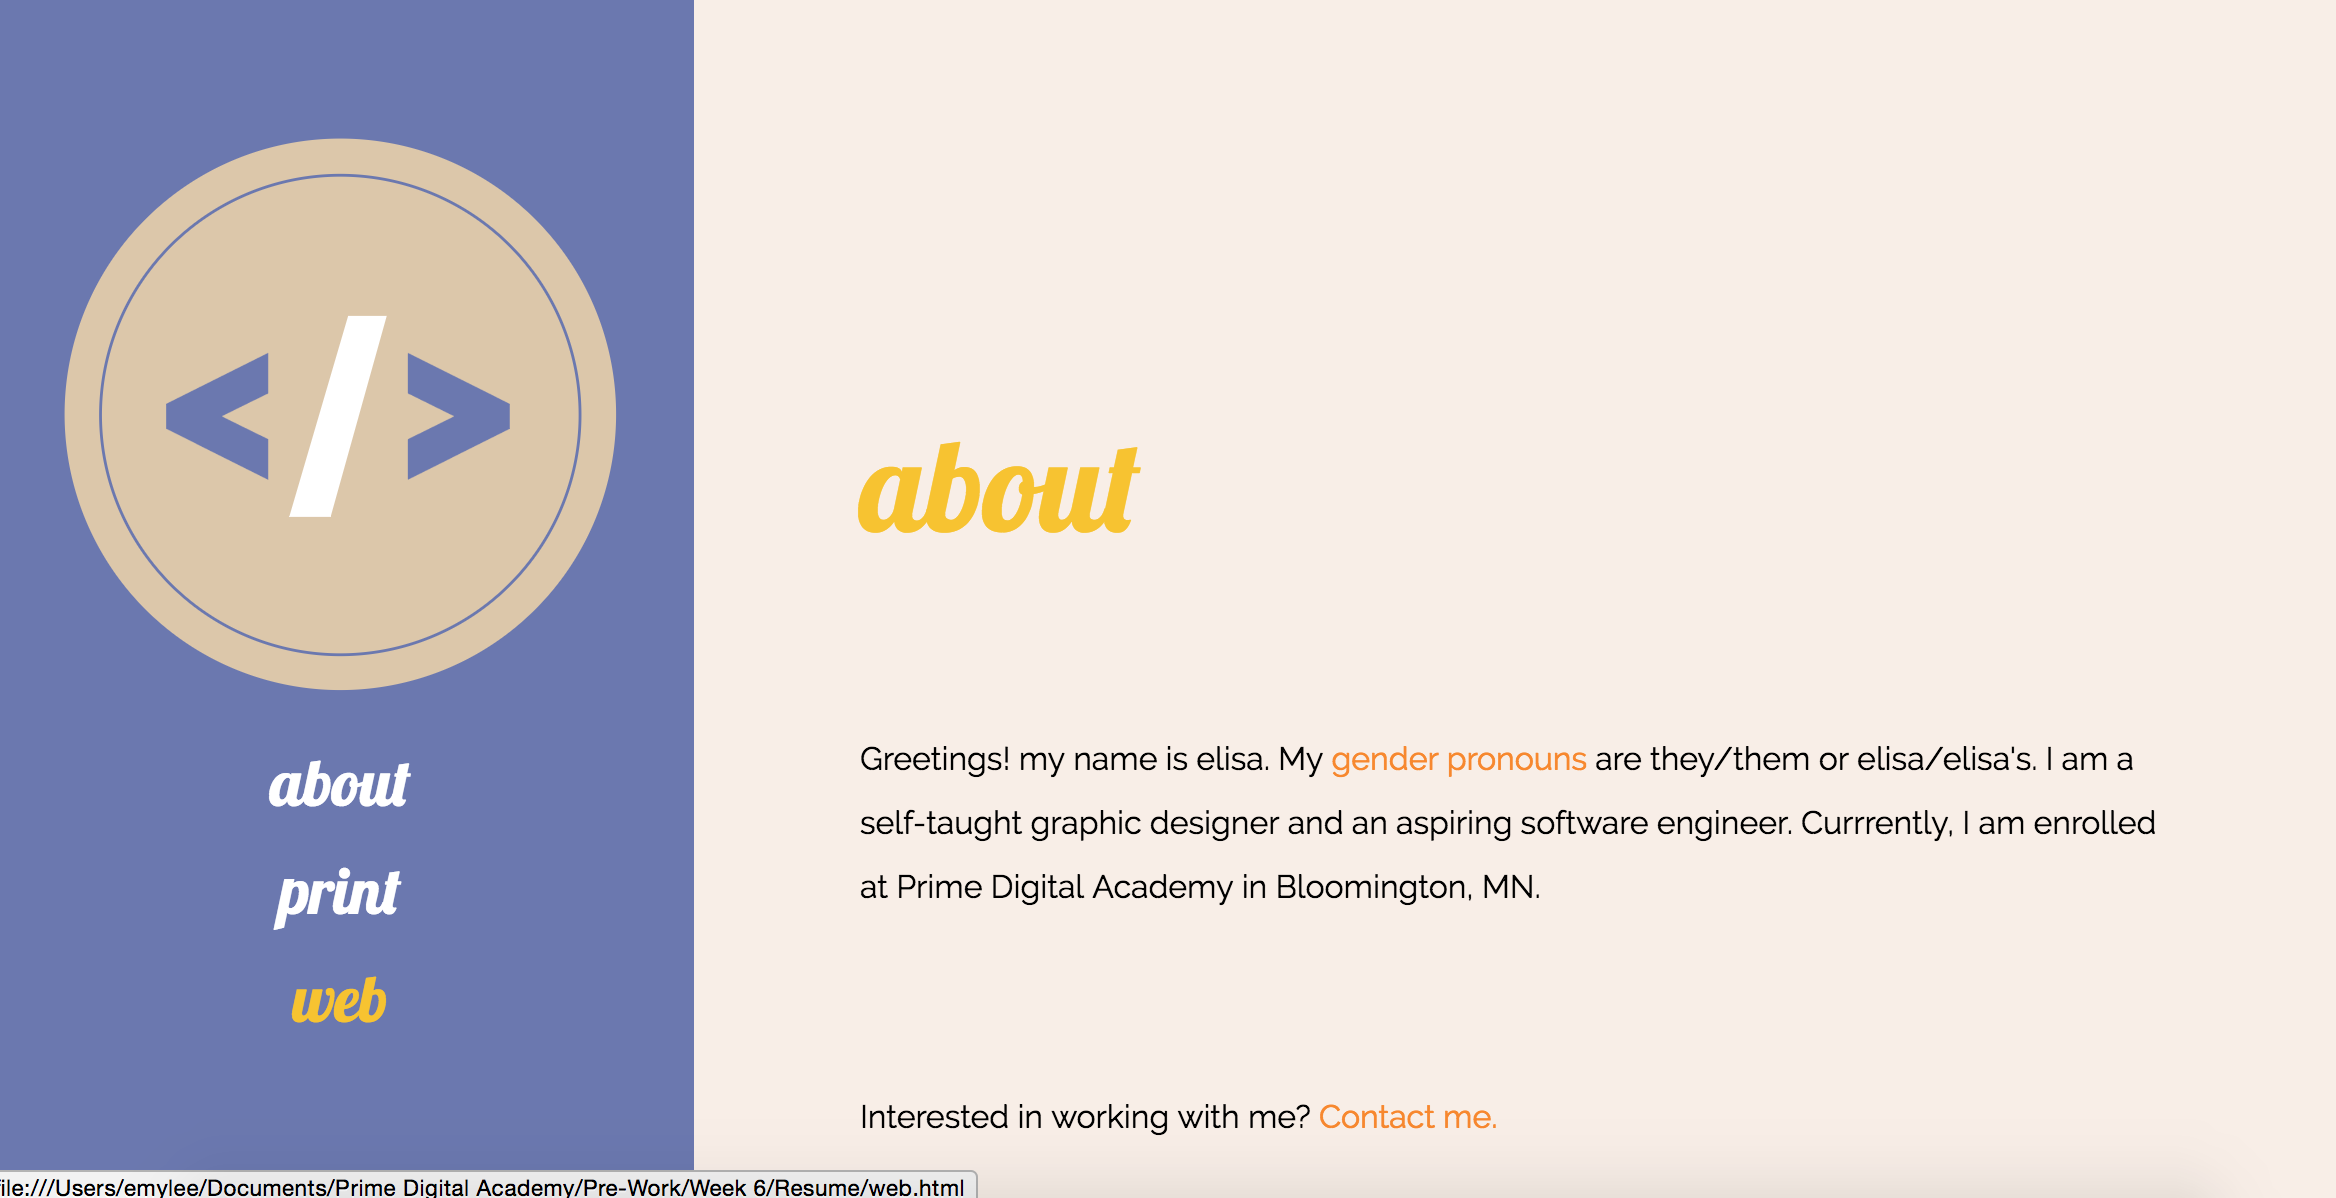 </>
about
print
web
about
Greetings! my name is elisa. My gender pronouns are they/them or elisa/elisa's. I am a
self-taught graphic designer and an aspiring software engineer. Currrently, I am enrolled
at Prime Digital Academy in Bloomington, MN.
Interested in working with me? Contact me.
ile:///Users/emylee/Documents/Prime Digital Academy/Pre-Work/Week 6/Resume/web.html